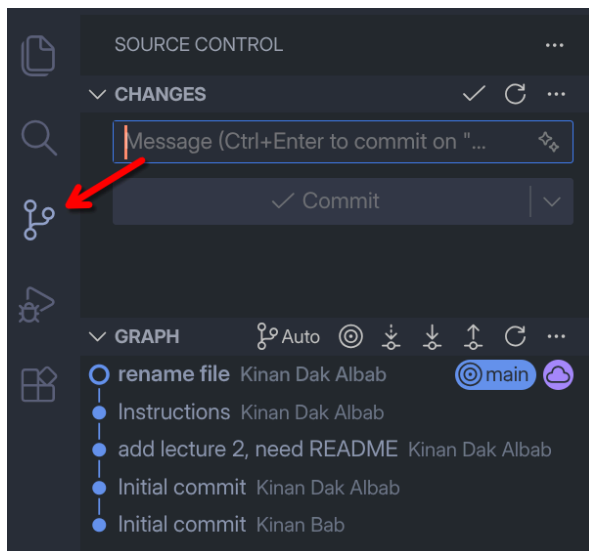 SOURCE CONTROL
CHANGES
Message (Ctrl+Enter to commit on "...
Commit
GRAPH Auto
rename file Kinan Dak Albab main
Instructions Kinan Dak Albab
add lecture 2, need README Kinan Dak Albab
Initial commit Kinan Dak Albab
Initial commit Kinan Bab